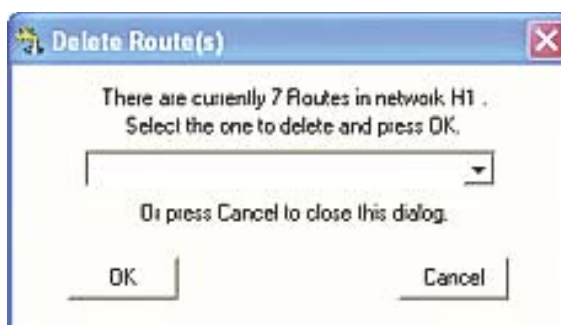 Delete Route(s)
There are currently 7 Routes in network H1 .
Select the one to delete and press OK.
Or press Cancel to close this dialog.
OK
Cancel